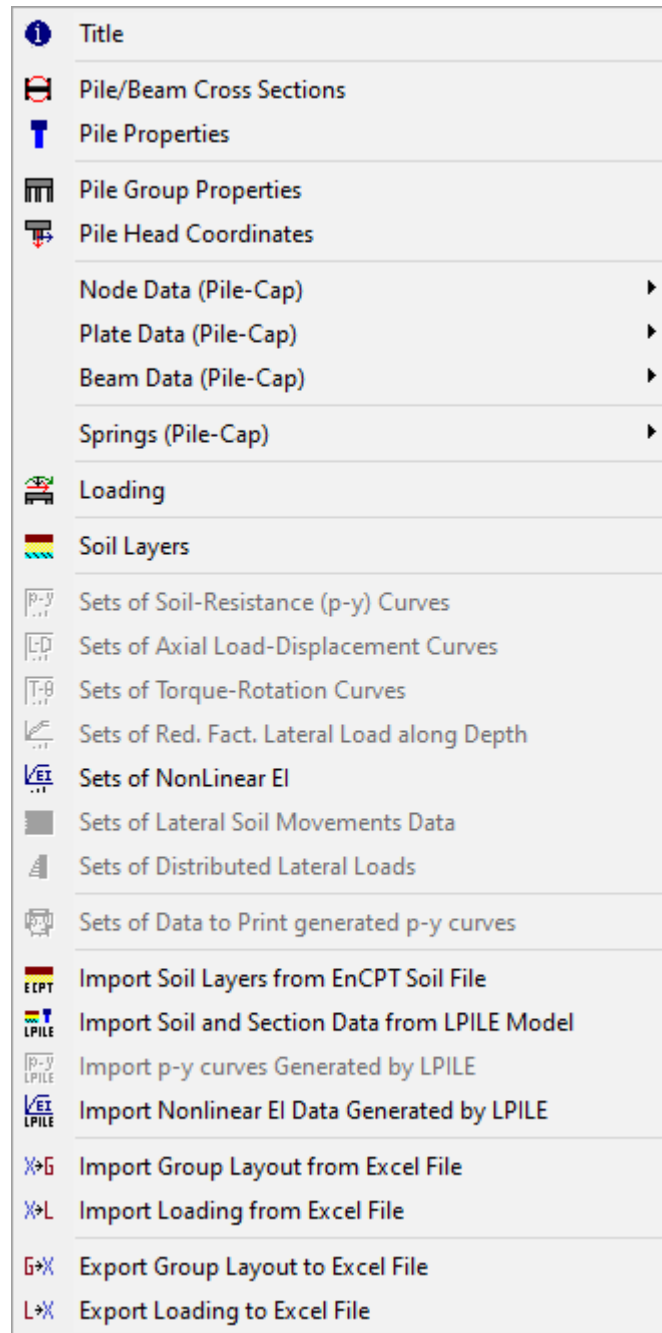 Title
Pile/Beam Cross Sections
Pile Properties
Pile Group Properties
Pile Head Coordinates
Node Data (Pile-Cap)
Plate Data (Pile-Cap)
Beam Data (Pile-Cap)
Springs (Pile-Cap)
Loading
Soil Layers
p-y Sets of Soil-Resistance (p-y) Curves
L-D Sets of Axial Load-Displacement Curves
T-θ Sets of Torque-Rotation Curves
Sets of Red. Fact. Lateral Load along Depth
EI Sets of NonLinear EI
Sets of Lateral Soil Movements Data
Sets of Distributed Lateral Loads
Sets of Data to Print generated p-y curves
ECPT Import Soil Layers from EnCPT Soil File
LPILE Import Soil and Section Data from LPILE Model
p-y LPILE Import p-y curves Generated by LPILE
EI LPILE Import Nonlinear EI Data Generated by LPILE
X→G Import Group Layout from Excel File
X→L Import Loading from Excel File
G→X Export Group Layout to Excel File
L→X Export Loading to Excel File